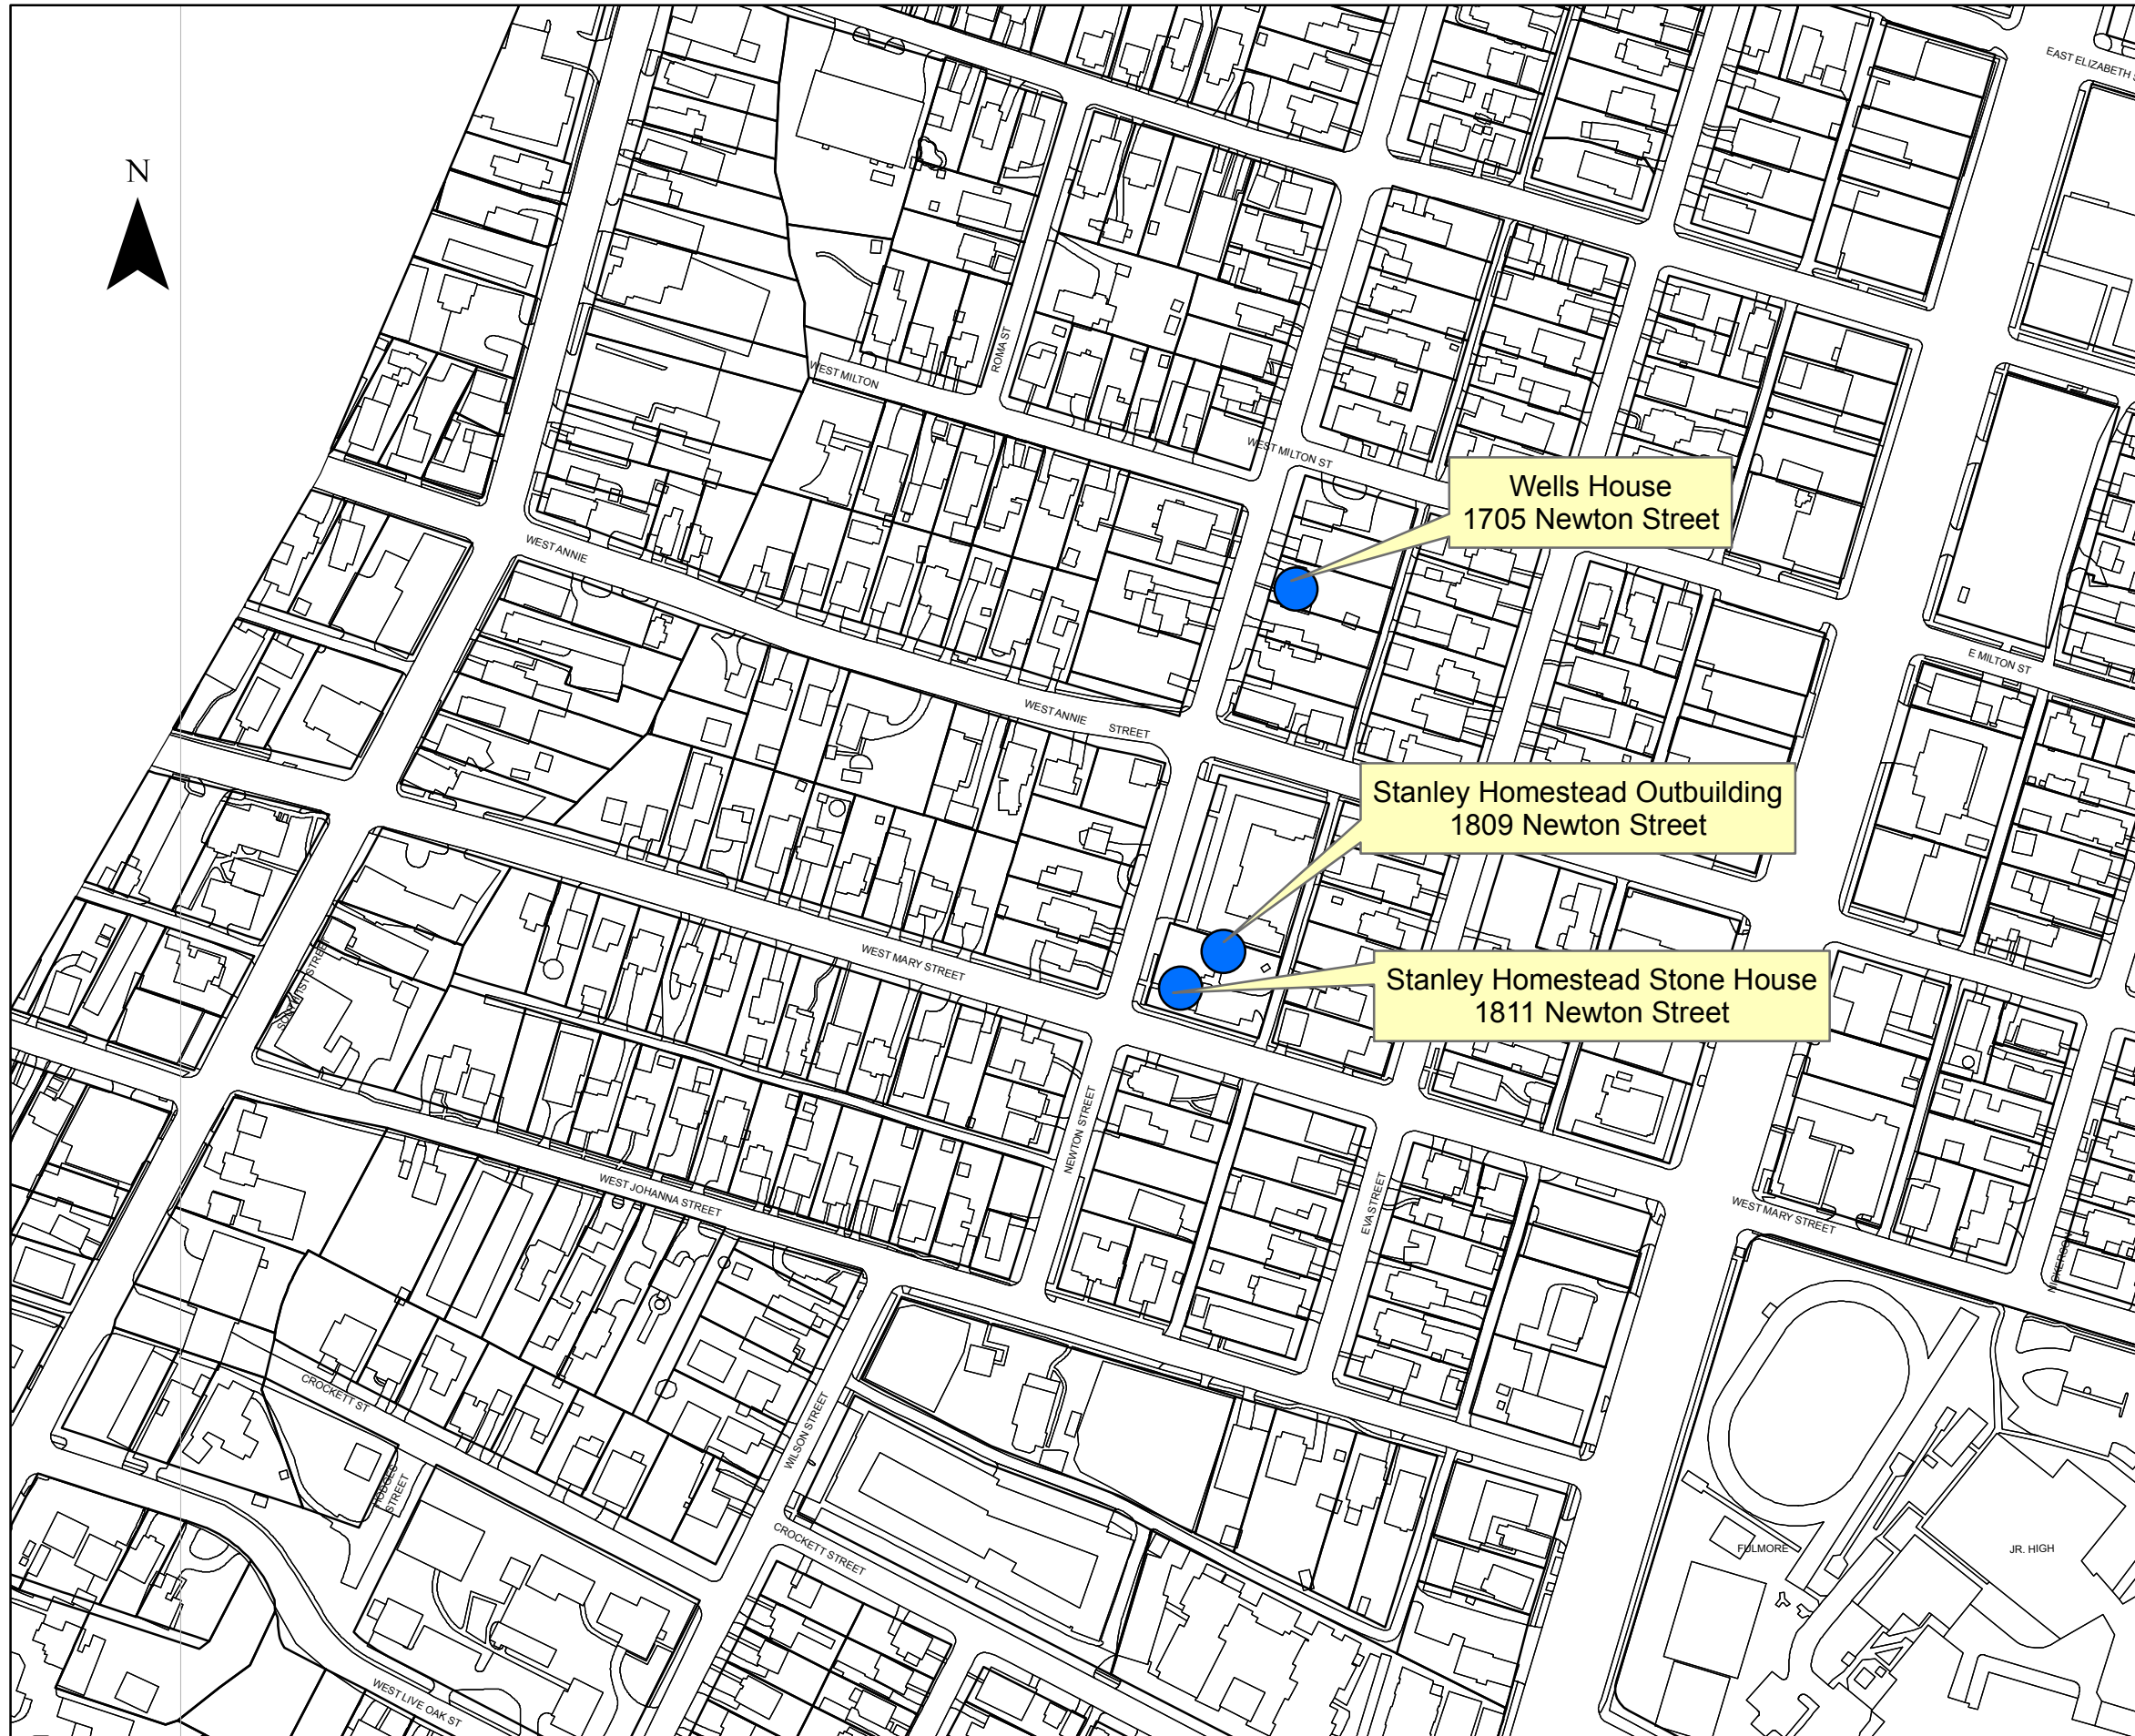 EAST ELIZABETH
N
ROMA ST
WEST MILTON
WEST MILTON ST
Wells House
1705 Newton Street
WEST ANNIE
E MILTON ST
WEST ANNIE
STREET
Stanley Homestead Outbuilding
1809 Newton Street
WEST MARY STREET
Stanley Homestead Stone House
1811 Newton Street
STREET
NEWTON STREET
EVA STREET
WEST JOHANNA STREET
WEST MARY STREET
CROCKETT ST
WILSON STREET
HODGES
STREET
CROCKETT STREET
FULMORE
JR. HIGH
WEST LIVE OAK ST